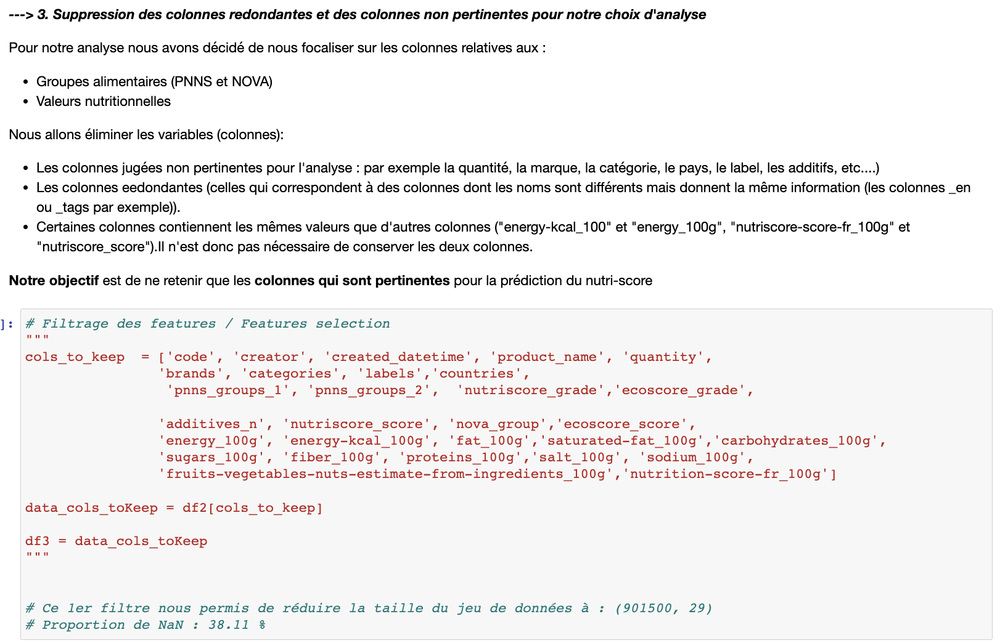 ---> 3. Suppression des colonnes redondantes et des colonnes non pertinentes pour notre choix d'analyse
Pour notre analyse nous avons décidé de nous focaliser sur les colonnes relatives aux :
• Groupes alimentaires (PNNS et NOVA)
• Valeurs nutritionnelles
Nous allons éliminer les variables (colonnes):
• Les colonnes jugées non pertinentes pour l'analyse : par exemple la quantité, la marque, la catégorie, le pays, le label, les additifs, etc....)
• Les colonnes eedondantes (celles qui correspondent à des colonnes dont les noms sont différents mais donnent la même information (les colonnes _en
ou _tags par exemple)).
• Certaines colonnes contiennent les mêmes valeurs que d'autres colonnes ("energy-kcal_100" et "energy_100g", "nutriscore-score-fr_100g" et
"nutriscore_score").Il n'est donc pas nécessaire de conserver les deux colonnes.
Notre objectif est de ne retenir que les colonnes qui sont pertinentes pour la prédiction du nutri-score
]: # Filtrage des features / Features selection
"""
cols_to_keep  = ['code', 'creator', 'created_datetime', 'product_name', 'quantity',
'brands', 'categories', 'labels','countries',
'pnns_groups_1', 'pnns_groups_2',  'nutriscore_grade','ecoscore_grade',
'additives_n', 'nutriscore_score', 'nova_group','ecoscore_score',
'energy_100g', 'energy-kcal_100g', 'fat_100g','saturated-fat_100g','carbohydrates_100g',
'sugars_100g', 'fiber_100g', 'proteins_100g','salt_100g', 'sodium_100g',
'fruits-vegetables-nuts-estimate-from-ingredients_100g','nutrition-score-fr_100g']
data_cols_toKeep = df2[cols_to_keep]
df3 = data_cols_toKeep
"""
# Ce 1er filtre nous permis de réduire la taille du jeu de données à : (901500, 29)
# Proportion de NaN : 38.11 %